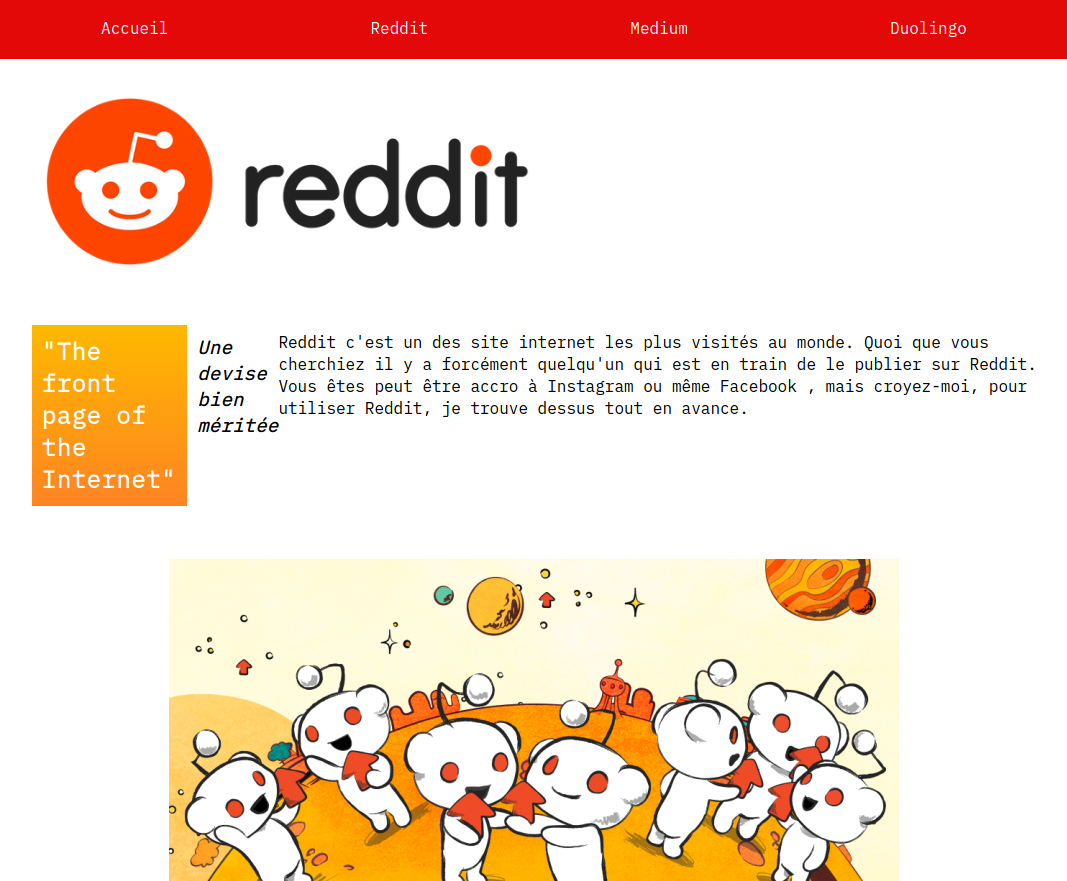 Accueil Reddit Medium Duolingo
reddit
"The
front
page of
the
Internet"
Une
devise
bien
méritée
Reddit c'est un des site internet les plus visités au monde. Quoi que vous
cherchiez il y a forcément quelqu'un qui est en train de le publier sur Reddit.
Vous êtes peut être accro à Instagram ou même Facebook , mais croyez-moi, pour
utiliser Reddit, je trouve dessus tout en avance.